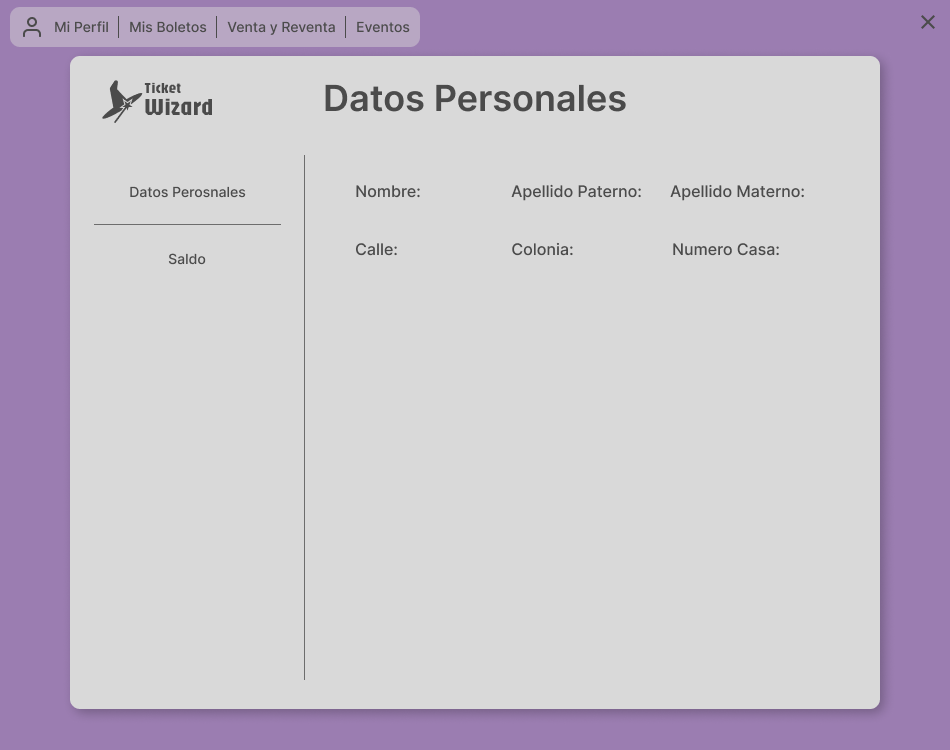 Mi Perfil Mis Boletos Venta y Reventa Eventos
Ticket
Wizard
Datos Personales
Datos Perosnales
Saldo
Nombre: Apellido Paterno: Apellido Materno:
Calle: Colonia: Numero Casa: